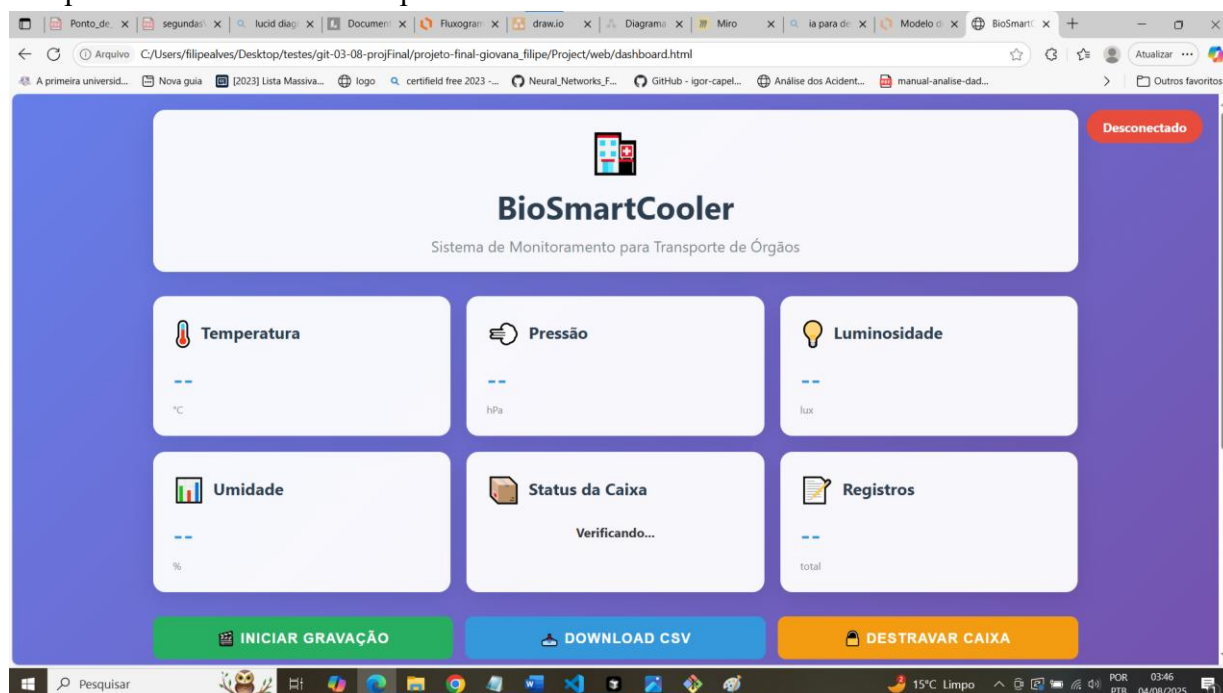 Ponto_de_
segundas
lucid diag
Document
Fluxogram
draw.io
Diagrama
Miro
ia para de
Modelo d
BioSmartC
Arquivo C:/Users/filipealves/Desktop/testes/git-03-08-projFinal/projeto-final-giovana_filipe/Project/web/dashboard.html
Atualizar
A primeira universid... Nova guia [2023] Lista Massiva... logo certifield free 2023 -... Neural_Networks_F... GitHub - igor-capel... Análise dos Acident... manual-analise-dad... Outros favoritos
Desconectado
BioSmartCooler
Sistema de Monitoramento para Transporte de Órgãos
Temperatura
--
°C
Pressão
--
hPa
Luminosidade
--
lux
Umidade
--
%
Status da Caixa
Verificando...
Registros
--
total
INICIAR GRAVAÇÃO
DOWNLOAD CSV
DESTRAVAR CAIXA
Pesquisar
15°C Limpo
POR
PTB
03:46
04/08/2025